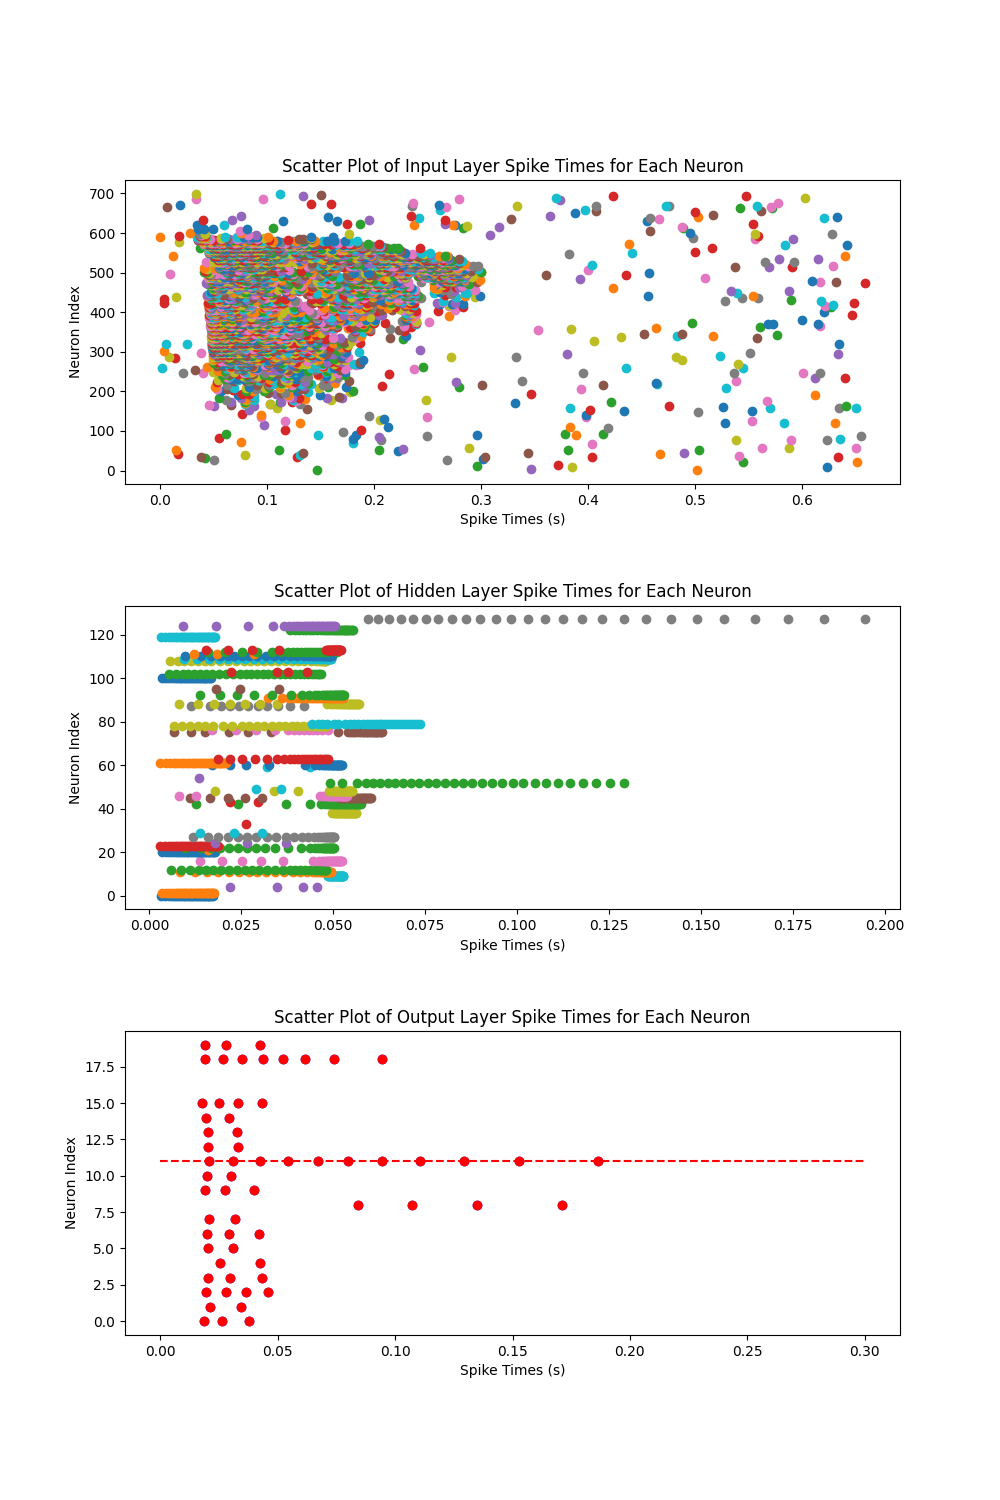 Scatter Plot of Input Layer Spike Times for Each Neuron
700
600
500
400
300
200
100
0
Neuron Index
0.0 0.1 0.2 0.3 0.4 0.5 0.6
Spike Times (s)
Scatter Plot of Hidden Layer Spike Times for Each Neuron
120
100
80
60
40
20
0
Neuron Index
0.000 0.025 0.050 0.075 0.100 0.125 0.150 0.175 0.200
Spike Times (s)
Scatter Plot of Output Layer Spike Times for Each Neuron
17.5
15.0
12.5
10.0
7.5
5.0
2.5
0.0
Neuron Index
0.00 0.05 0.10 0.15 0.20 0.25 0.30
Spike Times (s)